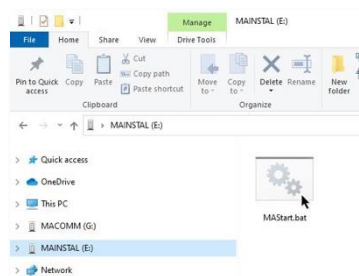 Manage
MAINSTAL (E:)
File
Home
Share
View
Drive Tools
Pin to Quick access
Copy
Paste
Cut
Copy path
Paste shortcut
Move to
Copy to
Delete
Rename
New folder
Clipboard
Organize
MAINSTAL (E:)
Quick access
OneDrive
This PC
MACOMM (G:)
MAINSTAL (E:)
Network
MAStart.bat